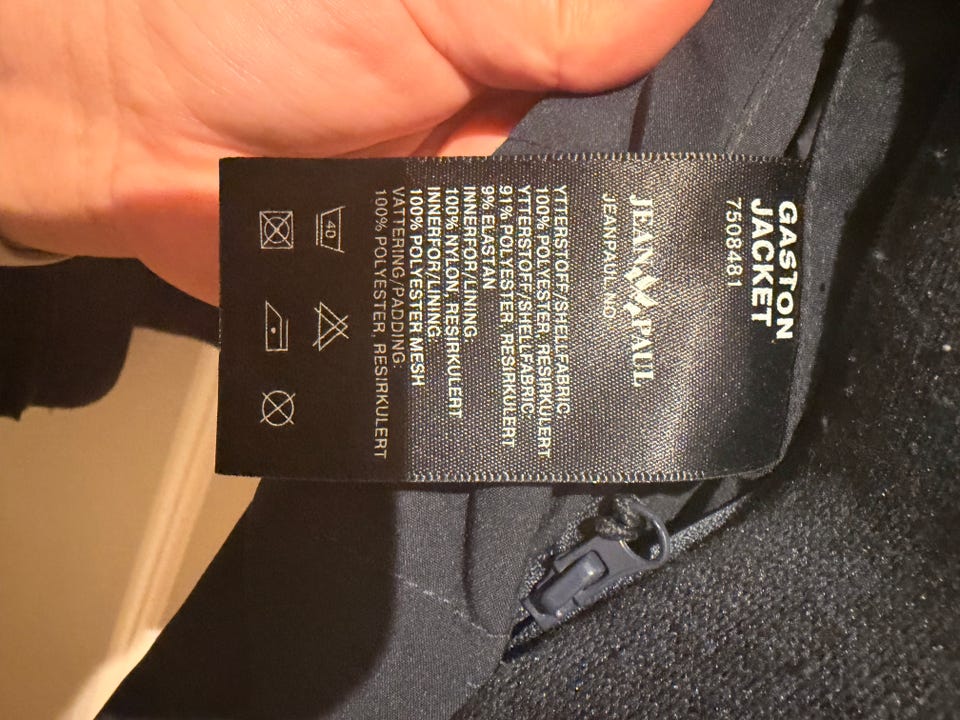 GASTON
JACKET
7508481
JEAN PAUL
JEANPAUL.NO
YTTERSTOFF/SHELLFABRIC
100% POLYESTER, RESIRKULERT
YTTERSTOFF/SHELLFABRIC:
91% POLYESTER, RESIRKULERT
9% ELASTAN
INNERFOR/LINING:
100% NYLON, RESIRKULERT
INNERFOR/LINING:
100% POLYESTER MESH
VATTERING/PADDING:
100% POLYESTER, RESIRKULERT
40